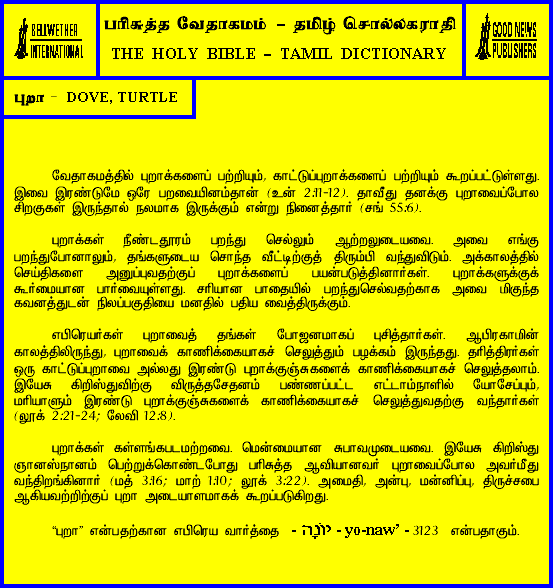 BELLWETHER
INTERNATIONAL
பரிசுத்த வேதாகமம் – தமிழ் சொல்லகராதி
THE HOLY BIBLE – TAMIL DICTIONARY
GOOD NEWS
PUBLISHERS
புறா – DOVE, TURTLE
வேதாகமத்தில் புறாக்களைப் பற்றியும், காட்டுப்புறாக்களைப் பற்றியும் கூறப்பட்டுள்ளது.
இவை இரண்டுமே ஒரே பறவையினம்தான் (உன் 2:11-12). தாவீது தனக்கு புறாவைப்போல
சிறகுகள் இருந்தால் நலமாக இருக்கும் என்று நினைத்தார் (சங் 55:6).
புறாக்கள் நீண்டதூரம் பறந்து செல்லும் ஆற்றலுடையவை. அவை எங்கு
பறந்துபோனாலும், தங்களுடைய சொந்த வீட்டிற்குத் திரும்பி வந்துவிடும். அக்காலத்தில்
செய்திகளை அனுப்புவதற்குப் புறாக்களைப் பயன்படுத்தினார்கள். புறாக்களுக்குக்
கூர்மையான பார்வையுள்ளது. சரியான பாதையில் பறந்துசெல்வதற்காக அவை மிகுந்த
கவனத்துடன் நிலப்பகுதியை மனதில் பதிய வைத்திருக்கும்.
எபிரெயர்கள் புறாவைத் தங்கள் போஜனமாகப் புசித்தார்கள். ஆபிரகாமின்
காலத்திலிருந்து, புறாவைக் காணிக்கையாகச் செலுத்தும் பழக்கம் இருந்தது. தரித்திரர்கள்
ஒரு காட்டுப்புறாவை அல்லது இரண்டு புறாக்குஞ்சுகளைக் காணிக்கையாகச் செலுத்தலாம்.
இயேசு கிறிஸ்துவிற்கு விருத்தசேதனம் பண்ணப்பட்ட எட்டாம்நாளில் யோசேப்பும்,
மரியாளும் இரண்டு புறாக்குஞ்சுகளைக் காணிக்கையாகச் செலுத்துவதற்கு வந்தார்கள்
(லூக் 2:21-24; லேவி 12:8).
புறாக்கள் கள்ளங்கபடமற்றவை. மென்மையான சுபாவமுடையவை. இயேசு கிறிஸ்து
ஞானஸ்நானம் பெற்றுக்கொண்டபோது பரிசுத்த ஆவியானவர் புறாவைப்போல அவர்மீது
வந்திறங்கினார் (மத் 3:16; மாற் 1:10; லூக் 3:22). அமைதி, அன்பு, மன்னிப்பு, திருச்சபை
ஆகியவற்றிற்குப் புறா அடையாளமாகக் கூறப்படுகிறது.
“புறா” என்பதற்கான எபிரெய வார்த்தை - יוֹנָה - yo-naw’ - 3123 என்பதாகும்.